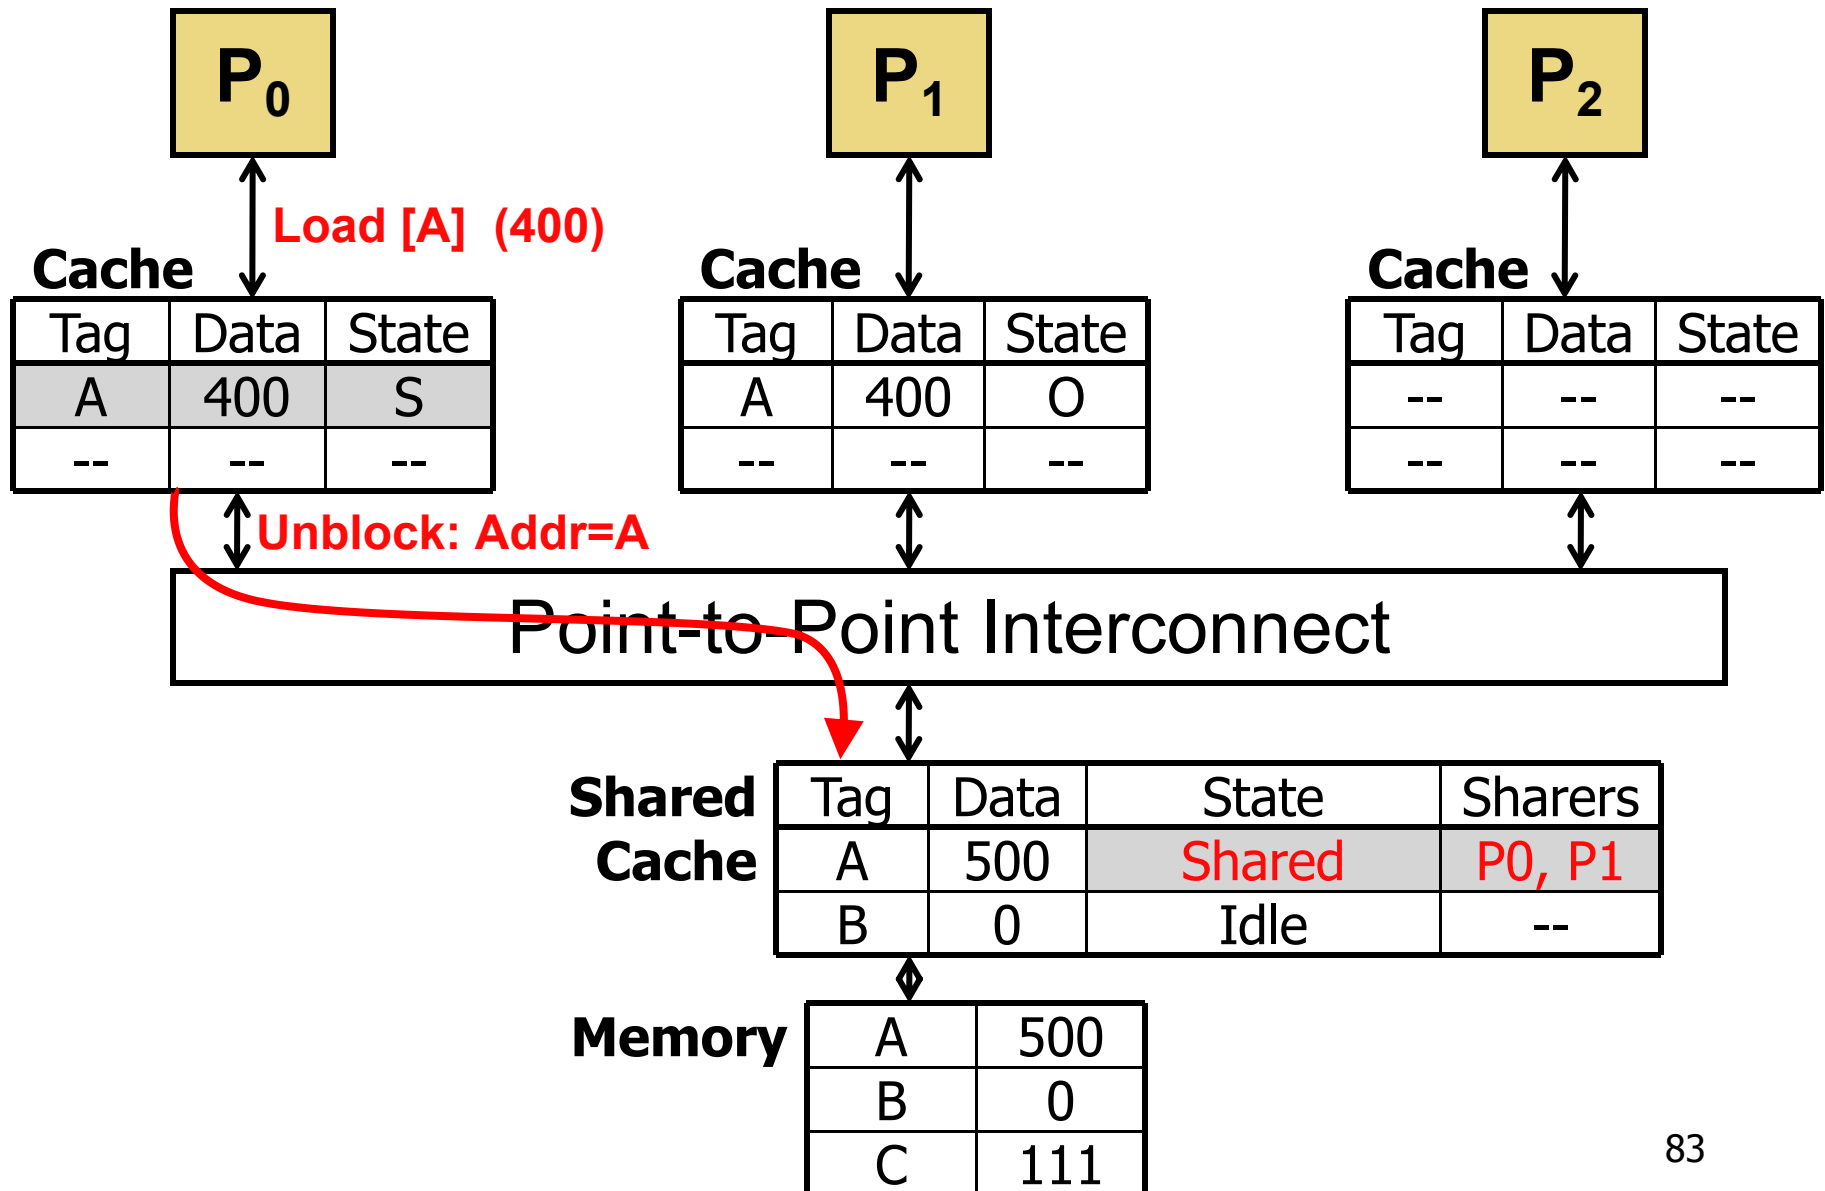 P0 P1 P2
Load [A] (400)
Cache Cache Cache
Tag Data State Tag Data State Tag Data State
A 400 S A 400 O -- -- --
-- -- -- -- -- -- -- -- --
Unblock: Addr=A
Point-to-Point Interconnect
Shared Tag Data State Sharers
Cache A 500 Shared P0, P1
B 0 Idle --
Memory A 500
B 0
C 111
83